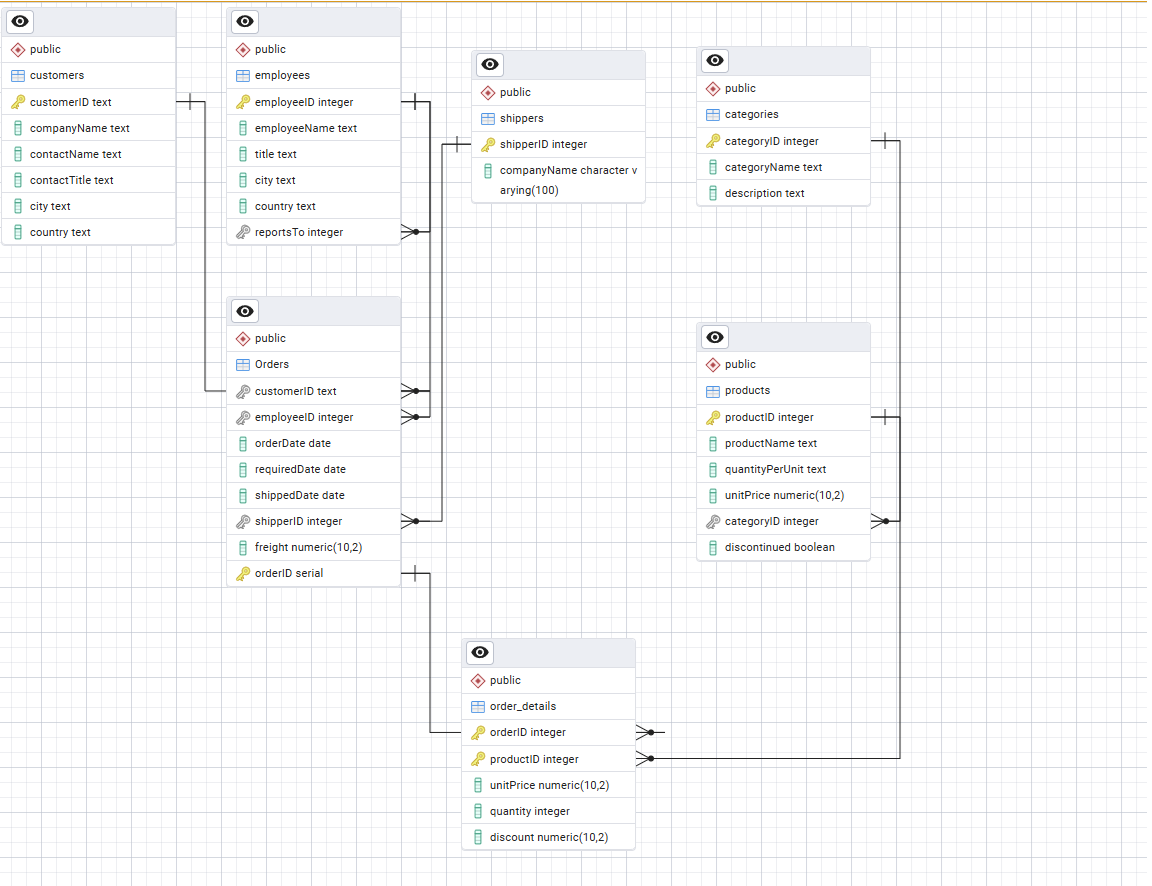 public
customers
customerID text
companyName text
contactName text
contactTitle text
city text
country text
public
employees
employeeID integer
employeeName text
title text
city text
country text
reportsTo integer
public
shippers
shipperID integer
companyName character v
arying(100)
public
categories
categoryID integer
categoryName text
description text
public
Orders
customerID text
employeeID integer
orderDate date
requiredDate date
shippedDate date
shipperID integer
freight numeric(10,2)
orderID serial
public
products
productID integer
productName text
quantityPerUnit text
unitPrice numeric(10,2)
categoryID integer
discontinued boolean
public
order_details
orderID integer
productID integer
unitPrice numeric(10,2)
quantity integer
discount numeric(10,2)